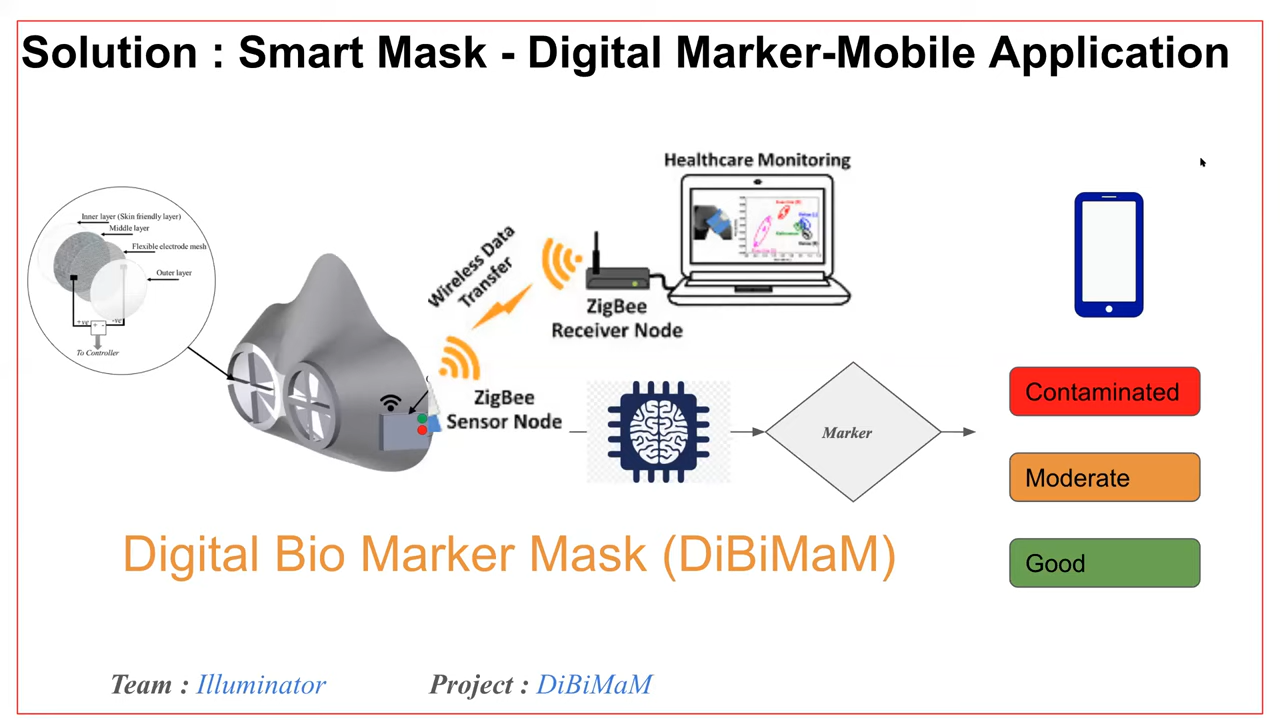 Solution : Smart Mask - Digital Marker-Mobile Application
Healthcare Monitoring
Inner layer (Skin friendly layer)
Middle layer
Flexible electrode mesh
Outer layer
+ve
-ve
To Controller
Wireless Data
Transfer
ZigBee
Receiver Node
ZigBee
Sensor Node
Marker
Contaminated
Moderate
Good
Digital Bio Marker Mask (DiBiMaM)
Team : Illuminator
Project : DiBiMaM